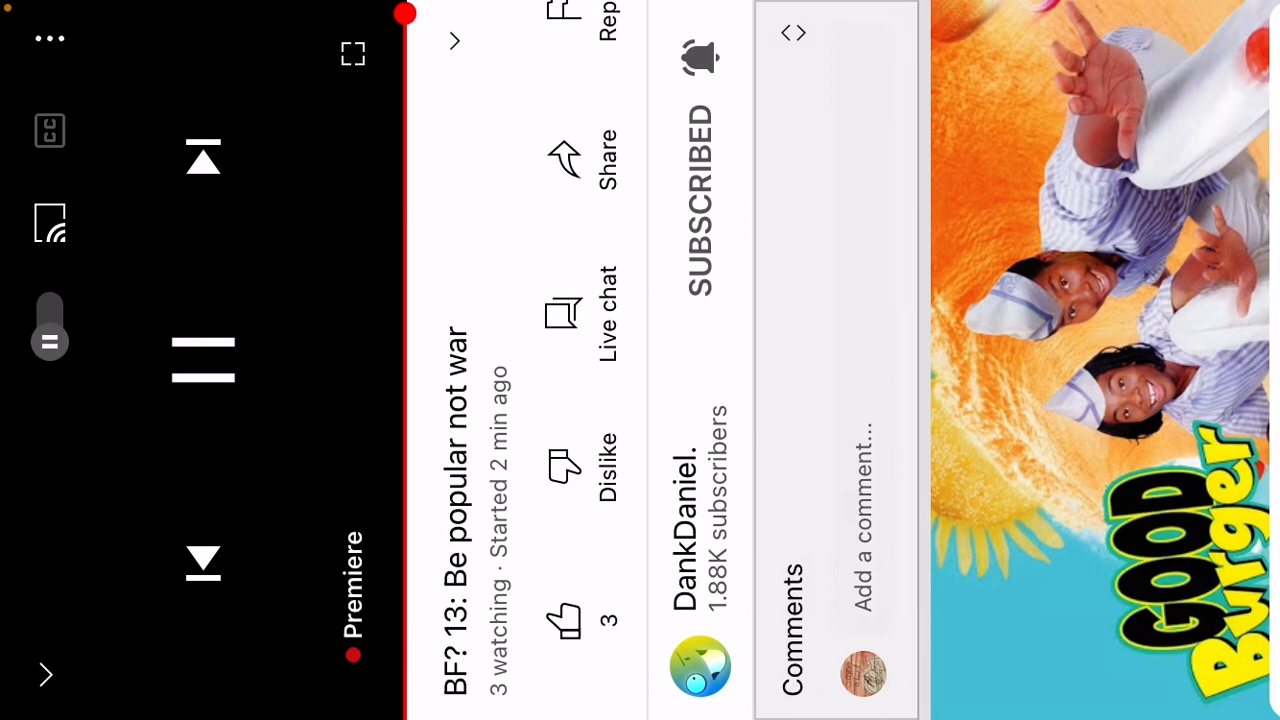 CC
Premiere
BF? 13: Be popular not war
3 watching · Started 2 min ago
3
Dislike
Live chat
Share
Rep
DankDaniel.
1.88K subscribers
SUBSCRIBED
Comments
Add a comment...
GOOD
Burger